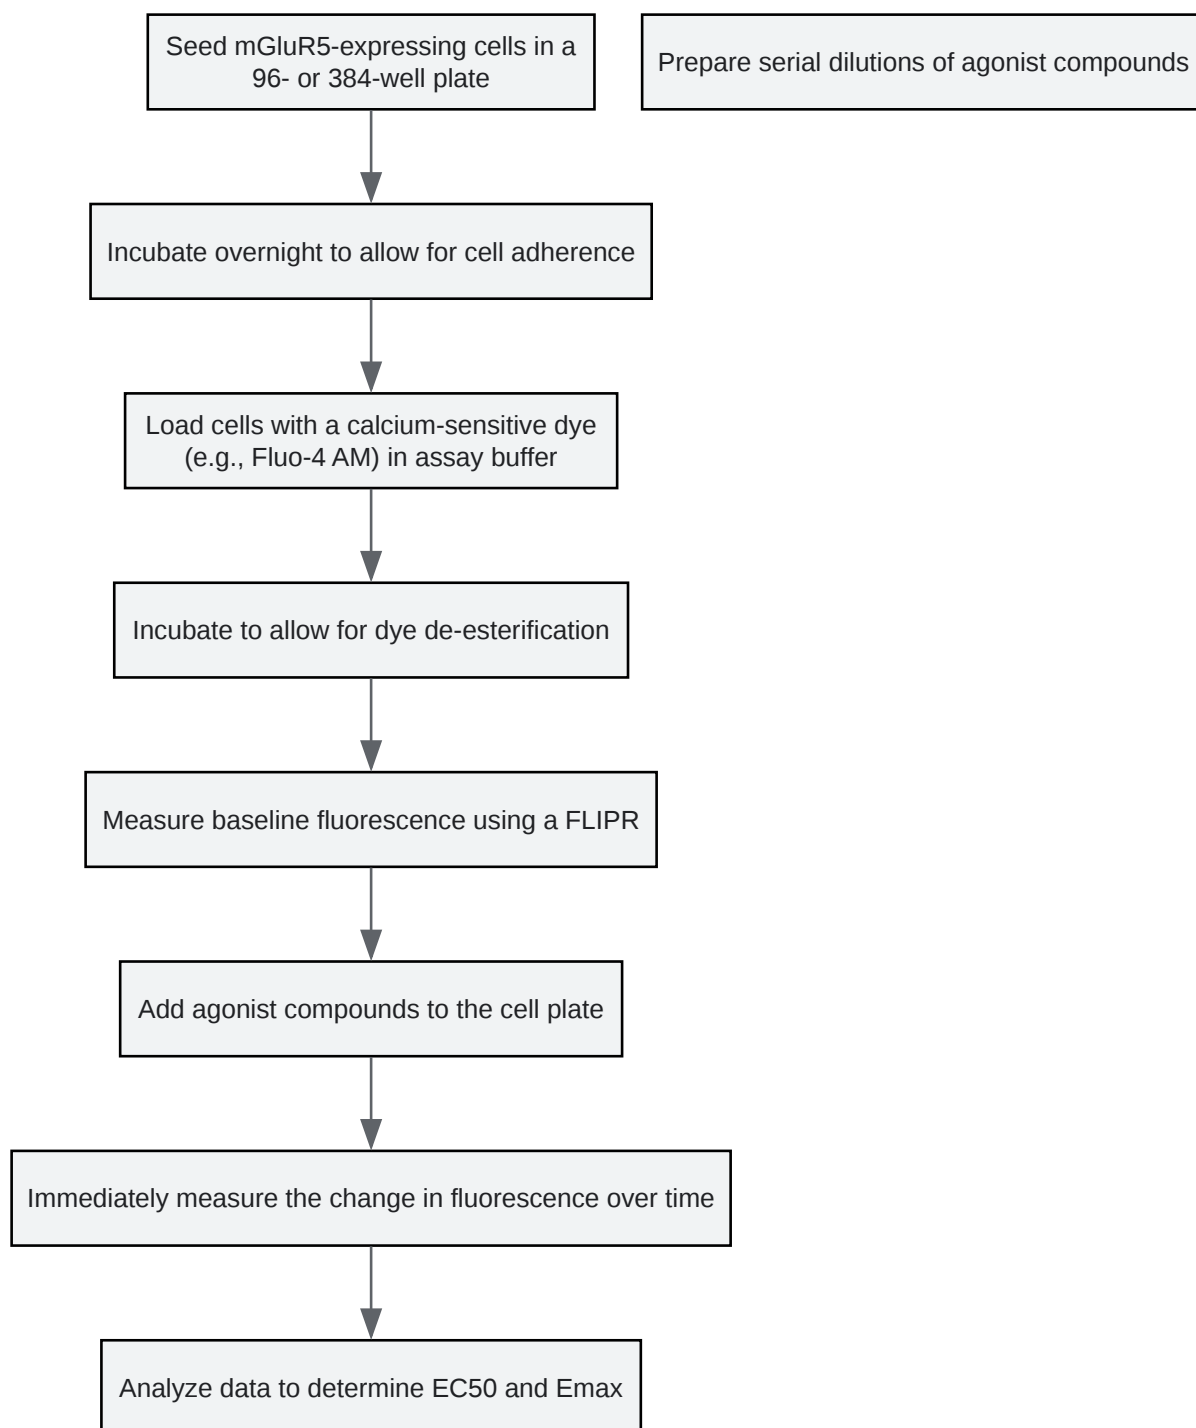 Seed mGluR5-expressing cells in a
96- or 384-well plate
Prepare serial dilutions of agonist compounds
Incubate overnight to allow for cell adherence
Load cells with a calcium-sensitive dye
(e.g., Fluo-4 AM) in assay buffer
Incubate to allow for dye de-esterification
Measure baseline fluorescence using a FLIPR
Add agonist compounds to the cell plate
Immediately measure the change in fluorescence over time
Analyze data to determine EC50 and Emax